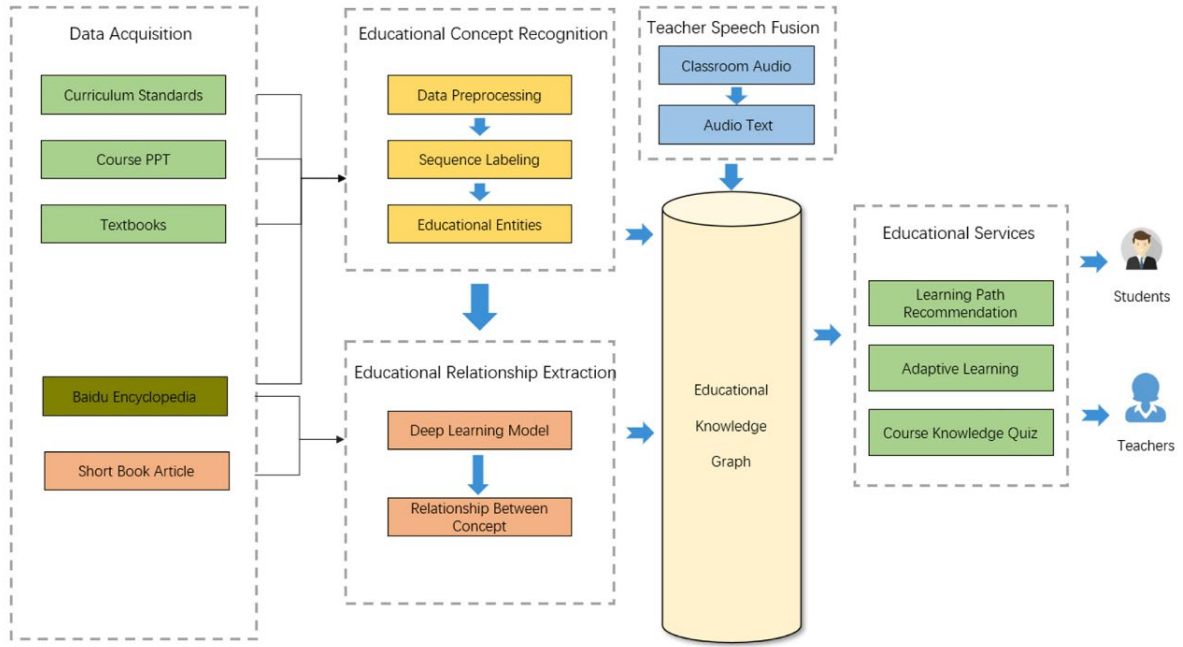 Data Acquisition
Curriculum Standards
Course PPT
Textbooks
Baidu Encyclopedia
Short Book Article
Educational Concept Recognition
Data Preprocessing
Sequence Labeling
Educational Entities
Educational Relationship Extraction
Deep Learning Model
Relationship Between
Concept
Teacher Speech Fusion
Classroom Audio
Audio Text
Educational
Knowledge
Graph
Educational Services
Learning Path
Recommendation
Adaptive Learning
Course Knowledge Quiz
Students
Teachers